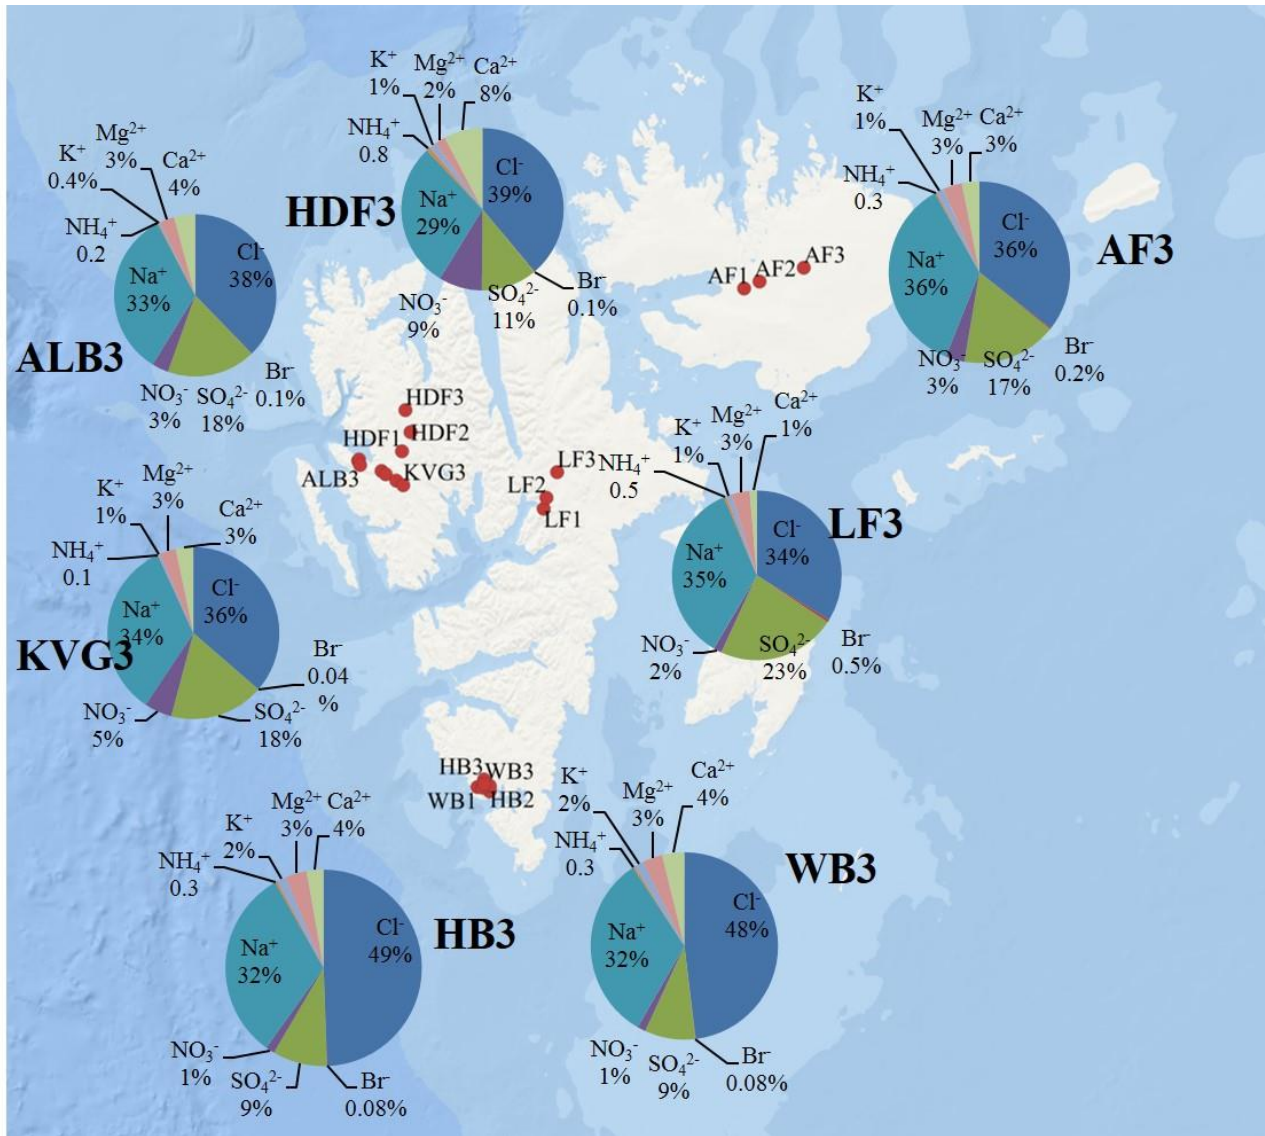 K⁺
1%
Mg²⁺
2%
Ca²⁺
8%
NH₄⁺
0.8
Cl⁻
39%
Na⁺
29%
HDF3
NO₃⁻
9%
SO₄²⁻
11%
Br⁻
0.1%
K⁺
0.4%
Mg²⁺
3%
Ca²⁺
4%
NH₄⁺
0.2
Cl⁻
38%
Na⁺
33%
ALB3
NO₃⁻
3%
SO₄²⁻
18%
Br⁻
0.1%
K⁺
1%
Mg²⁺
3%
Ca²⁺
3%
NH₄⁺
0.3
Cl⁻
36%
Na⁺
36%
AF3
NO₃⁻
3%
SO₄²⁻
17%
Br⁻
0.2%
AF1
AF2
AF3
HDF3
HDF2
HDF1
ALB3
KVG3
LF3
LF2
LF1
K⁺
1%
Mg²⁺
3%
Ca²⁺
1%
NH₄⁺
0.5
Cl⁻
34%
Na⁺
35%
LF3
NO₃⁻
2%
SO₄²⁻
23%
Br⁻
0.5%
K⁺
1%
Mg²⁺
3%
Ca²⁺
3%
NH₄⁺
0.1
Cl⁻
36%
Na⁺
34%
KVG3
NO₃⁻
5%
SO₄²⁻
18%
Br⁻
0.04
%
HB3
WB3
WB1
HB2
K⁺
2%
Mg²⁺
3%
Ca²⁺
4%
NH₄⁺
0.3
Cl⁻
49%
Na⁺
32%
HB3
NO₃⁻
1%
SO₄²⁻
9%
Br⁻
0.08%
K⁺
2%
Mg²⁺
3%
Ca²⁺
4%
NH₄⁺
0.3
Cl⁻
48%
Na⁺
32%
WB3
NO₃⁻
1%
SO₄²⁻
9%
Br⁻
0.08%